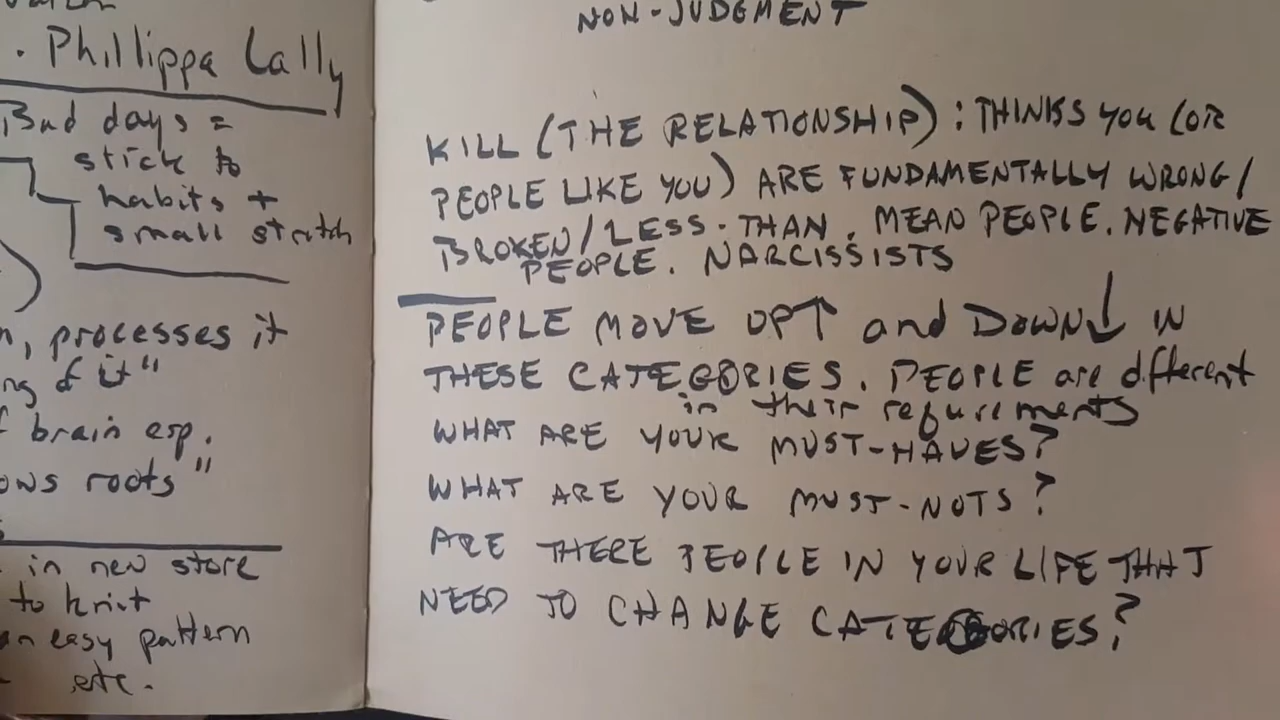 . Phillippa Lally
Bad days =
stick to
habits +
small stretch
processes it
of it"
brain esp.
roots"
in new store
to knit
easy pattern
etc.
NON-JUDGMENT
KILL (THE RELATIONSHIP) : THINKS YOU (OR
PEOPLE LIKE YOU) ARE FUNDAMENTALLY WRONG/
BROKEN/LESS-THAN. MEAN PEOPLE. NEGATIVE
PEOPLE. NARCISSISTS
PEOPLE MOVE UP↑ and DOWN↓ IN
THESE CATEGORIES. PEOPLE are different
in their requirements
WHAT ARE YOUR MUST-HAVES?
WHAT ARE YOUR MUST-NOTS?
ARE THERE PEOPLE IN YOUR LIFE THAT
NEED TO CHANGE CATEGORIES?